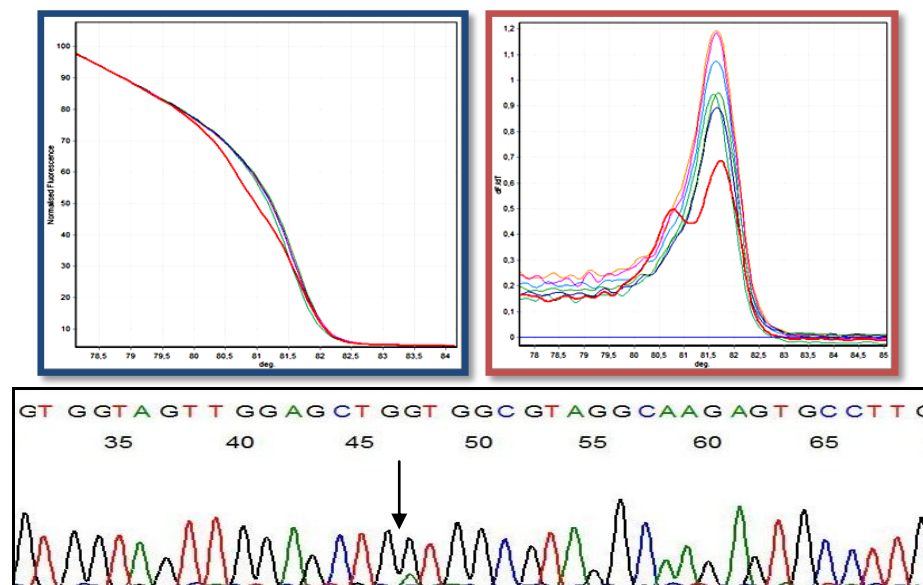 100
90
80
70
60
50
40
30
20
10
Normalised Fluorescence
78,5 79 79,5 80 80,5 81 81,5 82 82,5 83 83,5 84
deg.
1,2
1,1
1
0,9
0,8
0,7
0,6
0,5
0,4
0,3
0,2
0,1
0
dF/dT
78 78,5 79 79,5 80 80,5 81 81,5 82 82,5 83 83,5 84 84,5 85
deg.
GT GGTAGTT GGAGCTGGT GGCGTAGGCAAGAGTGCCTTG
35 40 45 50 55 60 65